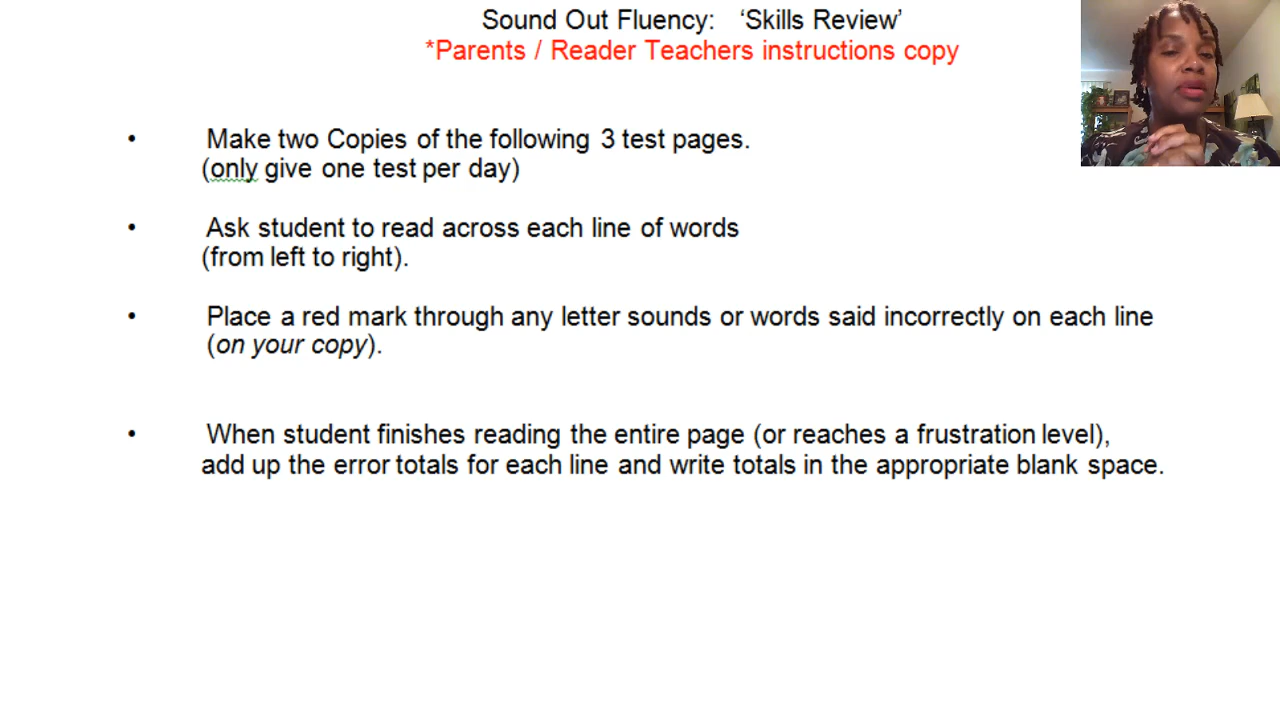 Sound Out Fluency: ‘Skills Review’
*Parents / Reader Teachers instructions copy
• Make two Copies of the following 3 test pages.
(only give one test per day)
• Ask student to read across each line of words
(from left to right).
• Place a red mark through any letter sounds or words said incorrectly on each line
(on your copy).
• When student finishes reading the entire page (or reaches a frustration level),
add up the error totals for each line and write totals in the appropriate blank space.